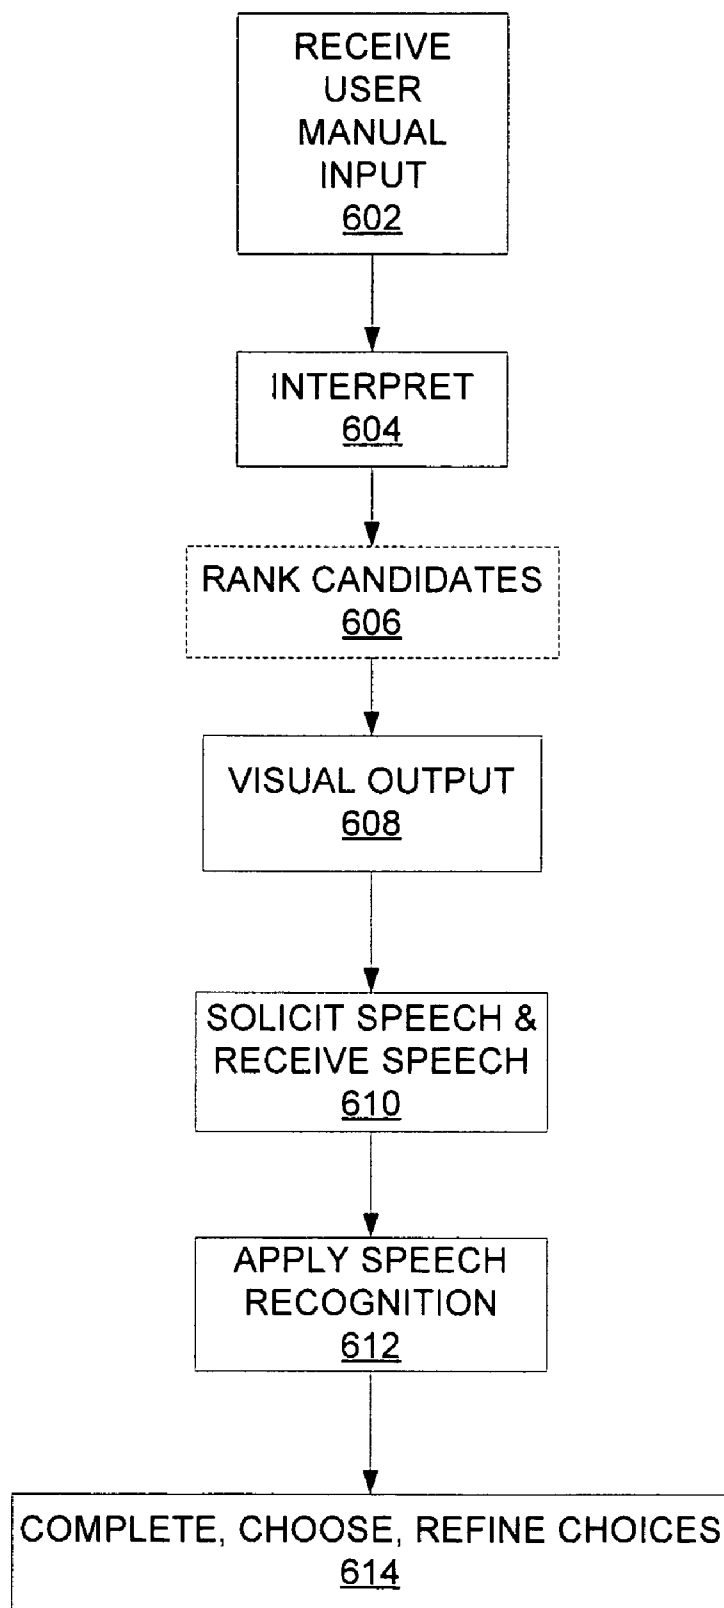 RECEIVE
USER
MANUAL
INPUT
602
INTERPRET
604
RANK CANDIDATES
606
VISUAL OUTPUT
608
SOLICIT SPEECH &
RECEIVE SPEECH
610
APPLY SPEECH
RECOGNITION
612
COMPLETE, CHOOSE, REFINE CHOICES
614